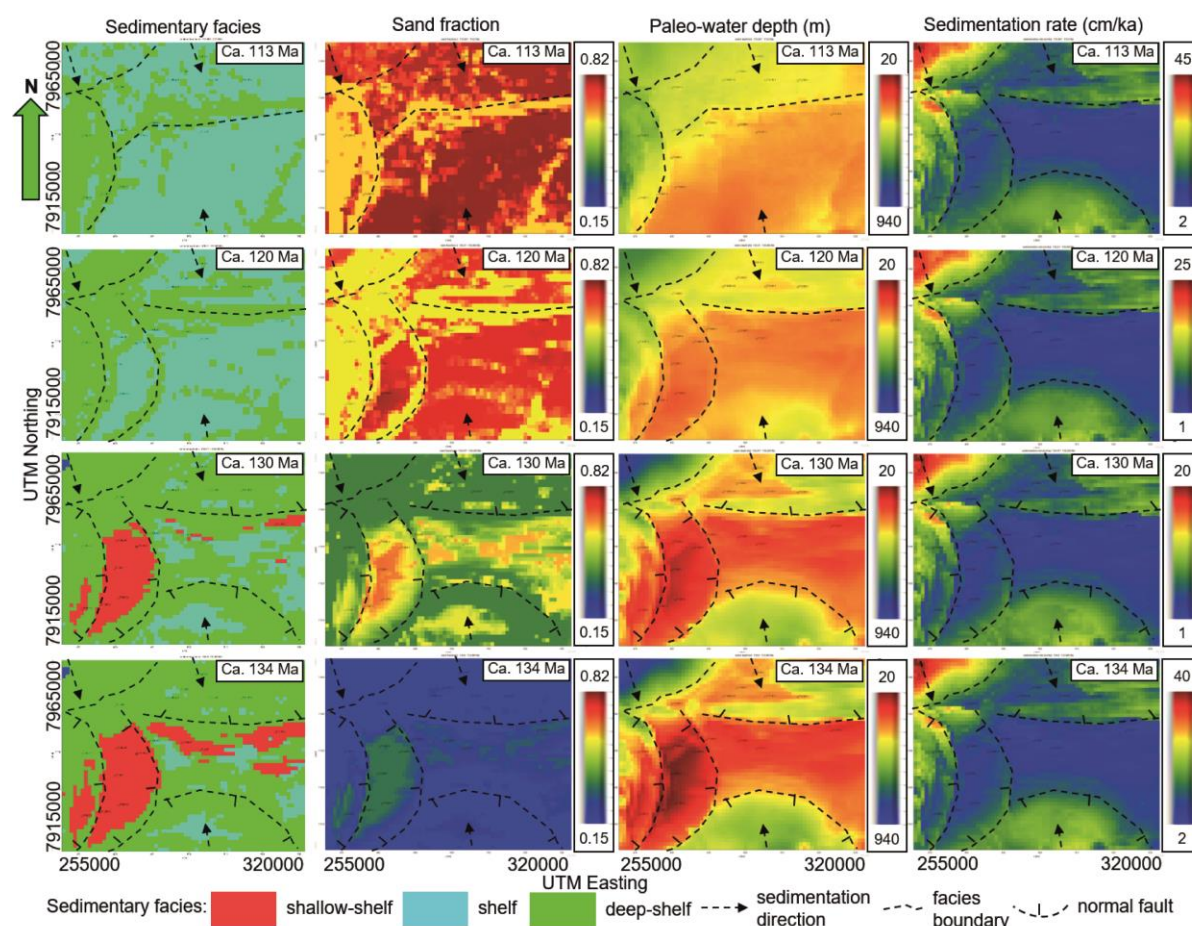 Sedimentary facies Sand fraction Paleo-water depth (m) Sedimentation rate (cm/ka)
N
Ca. 113 Ma Ca. 113 Ma 0.82 Ca. 113 Ma 20 Ca. 113 Ma 45
7965000
7915000
0.15 940 2
Ca. 120 Ma Ca. 120 Ma 0.82 Ca. 120 Ma 20 Ca. 120 Ma 25
7965000
7915000
0.15 940 1
UTM Northing
Ca. 130 Ma Ca. 130 Ma 0.82 Ca. 130 Ma 20 Ca. 130 Ma 20
7965000
7915000
0.15 940 1
Ca. 134 Ma Ca. 134 Ma 0.82 Ca. 134 Ma 20 Ca. 134 Ma 40
7965000
7915000
0.15 940 2
255000 320000 255000 320000
UTM Easting
Sedimentary facies: shallow-shelf shelf deep-shelf sedimentation direction facies boundary normal fault